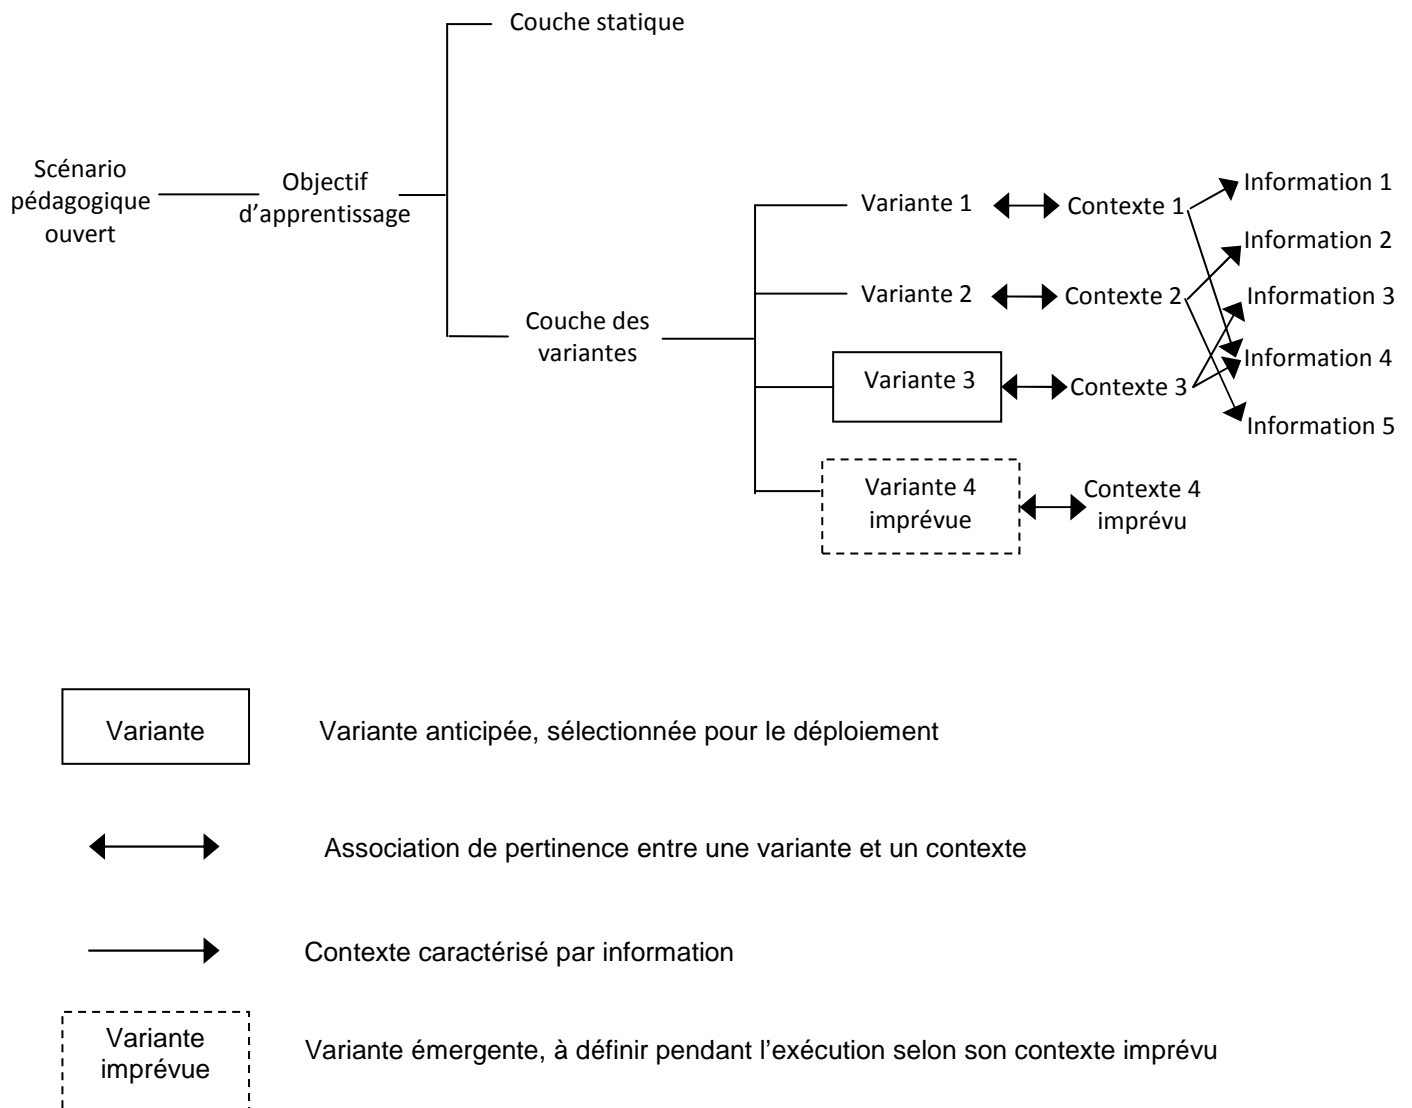 Couche statique
Scénario
pédagogique
ouvert
Objectif
d’apprentissage
Couche des
variantes
Variante 1
Contexte 1
Information 1
Information 2
Variante 2
Contexte 2
Information 3
Information 4
Variante 3
Contexte 3
Information 5
Variante 4
imprévue
Contexte 4
imprévu
Variante
Variante anticipée, sélectionnée pour le déploiement
Association de pertinence entre une variante et un contexte
Contexte caractérisé par information
Variante
imprévue
Variante émergente, à définir pendant l’exécution selon son contexte imprévu